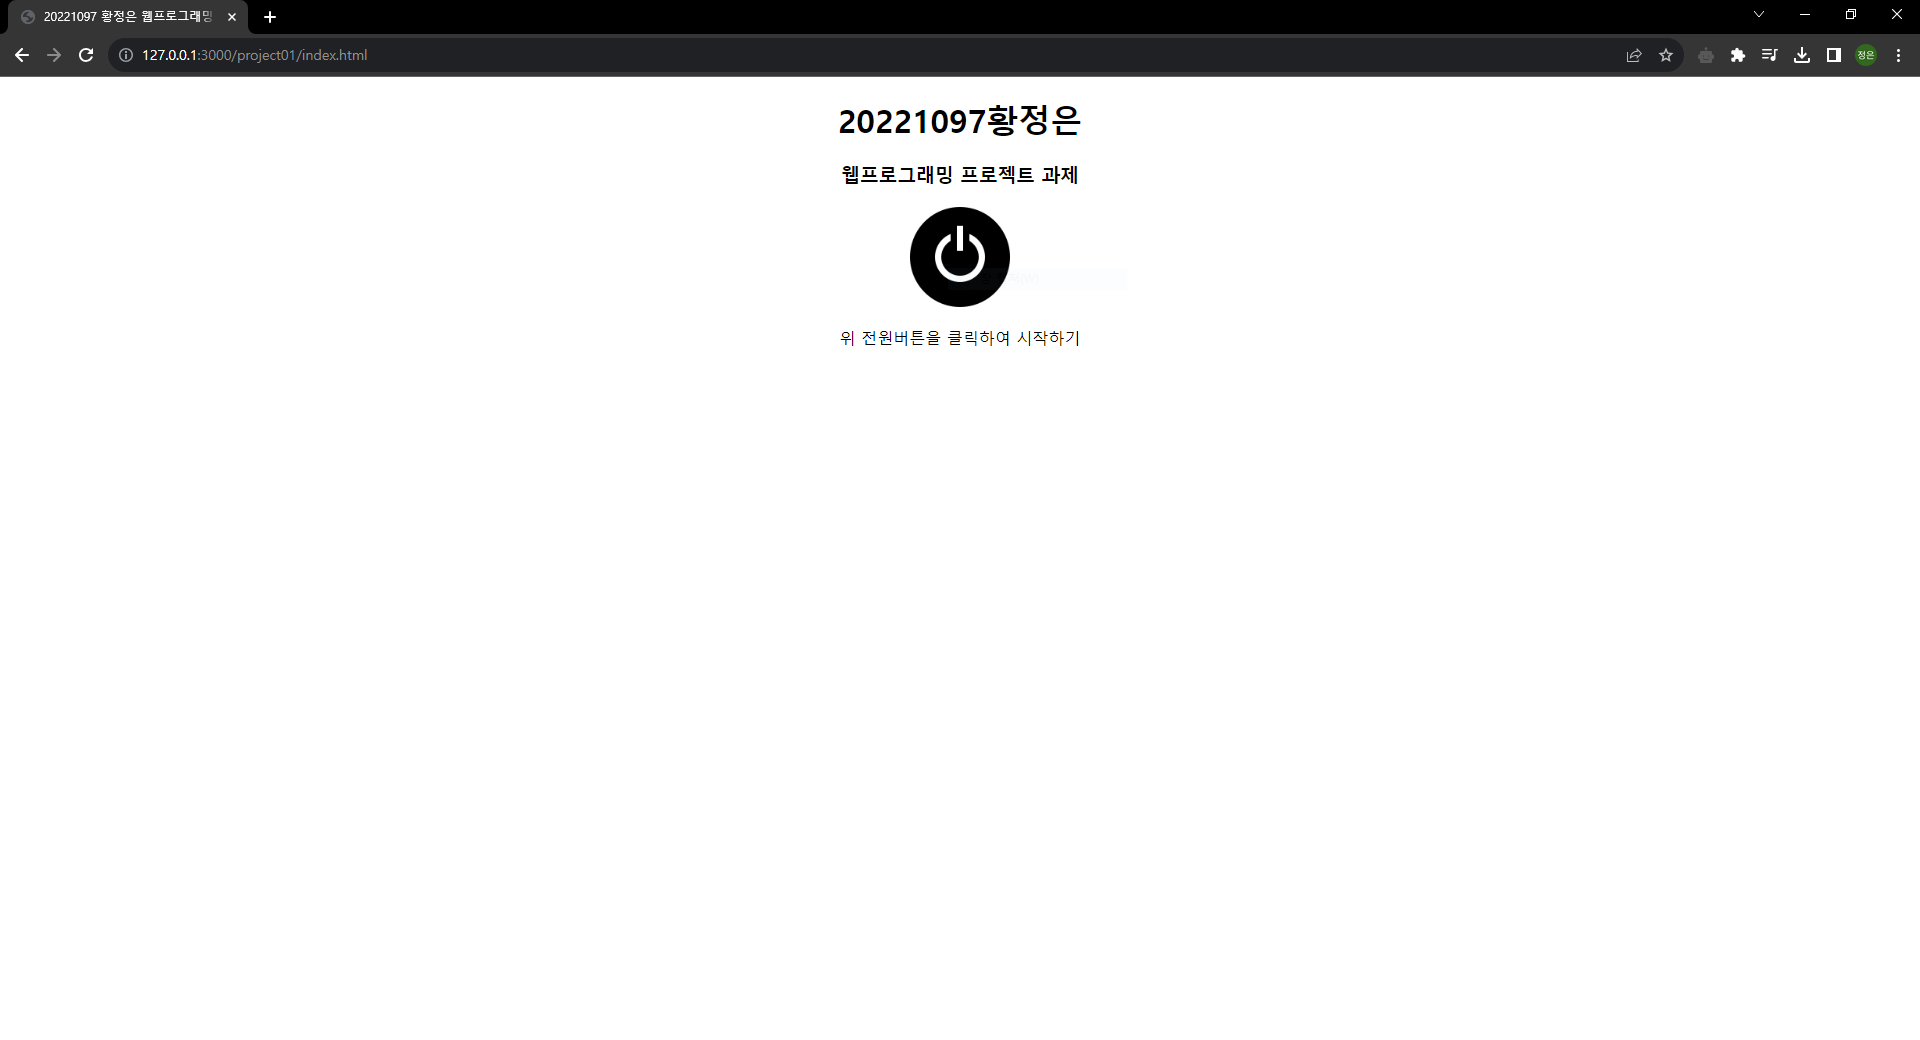 20221097 황정은 웹프로그래밍
127.0.0.1:3000/project01/index.html
정은
20221097황정은
웹프로그래밍 프로젝트 과제
위 전원버튼을 클릭하여 시작하기